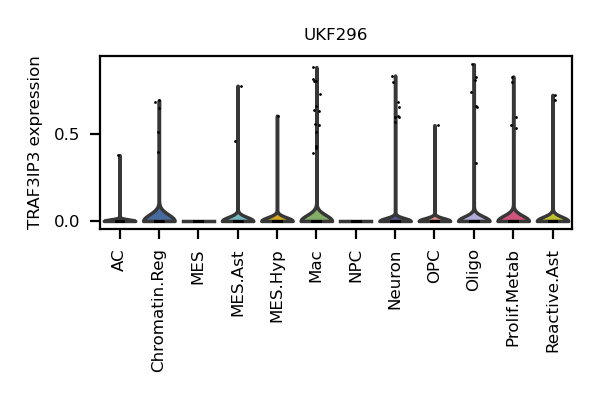 UKF296
TRAF3IP3 expression
0.5
0.0
AC
Chromatin.Reg
MES
MES.Ast
MES.Hyp
Mac
NPC
Neuron
OPC
Oligo
Prolif.Metab
Reactive.Ast